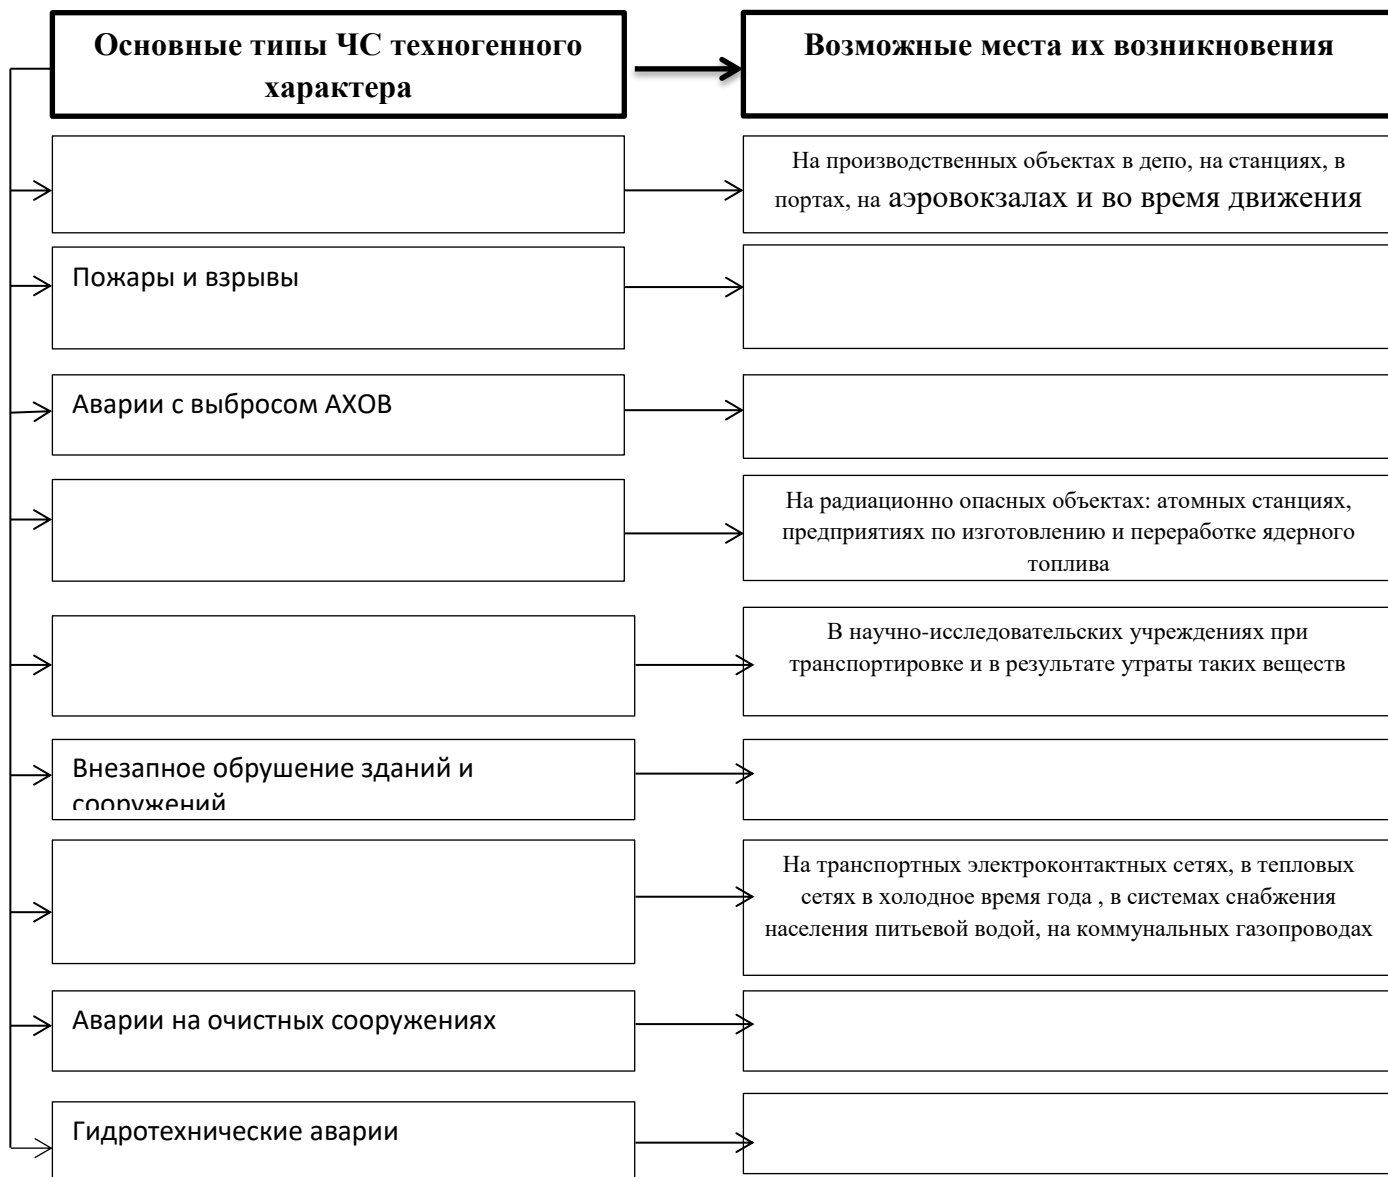 Основные типы ЧС техногенного
характера
Возможные места их возникновения
На производственных объектах в депо, на станциях, в
портах, на аэровокзалах и во время движения
Пожары и взрывы
Аварии с выбросом АХОВ
На радиационно опасных объектах: атомных станциях,
предприятиях по изготовлению и переработке ядерного
топлива
В научно-исследовательских учреждениях при
транспортировке и в результате утраты таких веществ
Внезапное обрушение зданий и
сооружений
На транспортных электроконтактных сетях, в тепловых
сетях в холодное время года , в системах снабжения
населения питьевой водой, на коммунальных газопроводах
Аварии на очистных сооружениях
Гидротехнические аварии